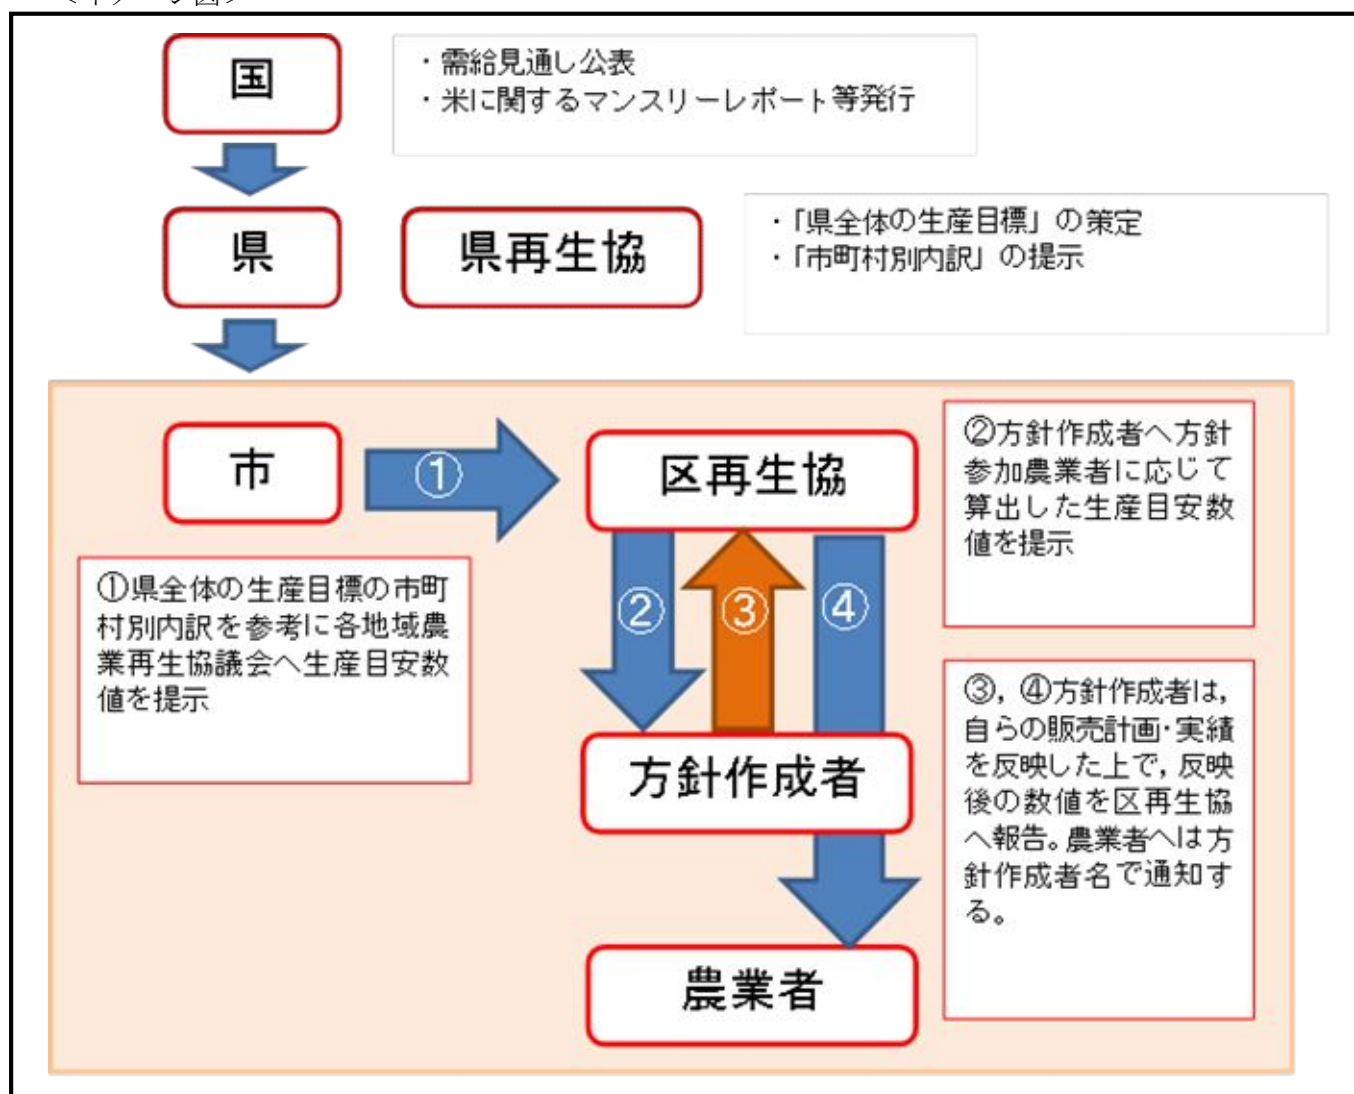 国
・需給見通し公表
・米に関するマンスリーレポート等発行
県
県再生協
・「県全体の生産目標」の策定
・「市町村別内訳」の提示
市
①
区再生協
②方針作成者へ方針
参加農業者に応じて
算出した生産目安数
値を提示
①県全体の生産目標の市町
村別内訳を参考に各地域農
業再生協議会へ生産目安数
値を提示
②
③
④
③，④方針作成者は，
自らの販売計画・実績
を反映した上で，反映
後の数値を区再生協
へ報告。農業者へは方
針作成者名で通知す
る。
方針作成者
農業者